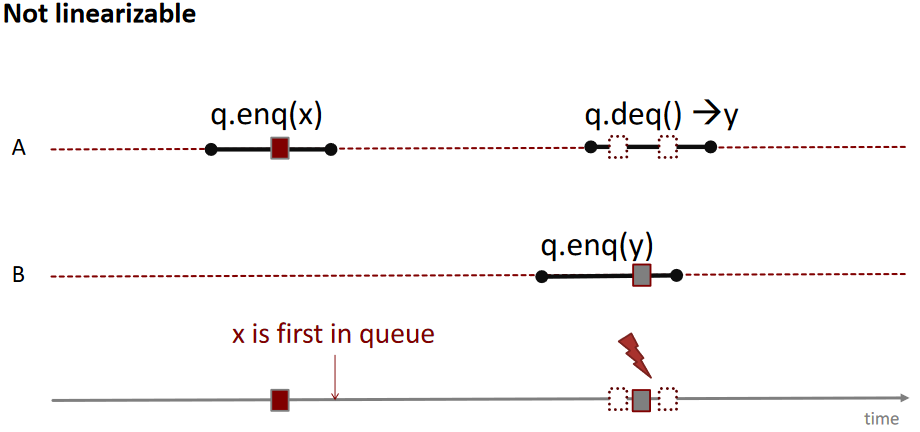 Not linearizable
q.enq(x)
q.deq() →y
A
q.enq(y)
B
x is first in queue
time